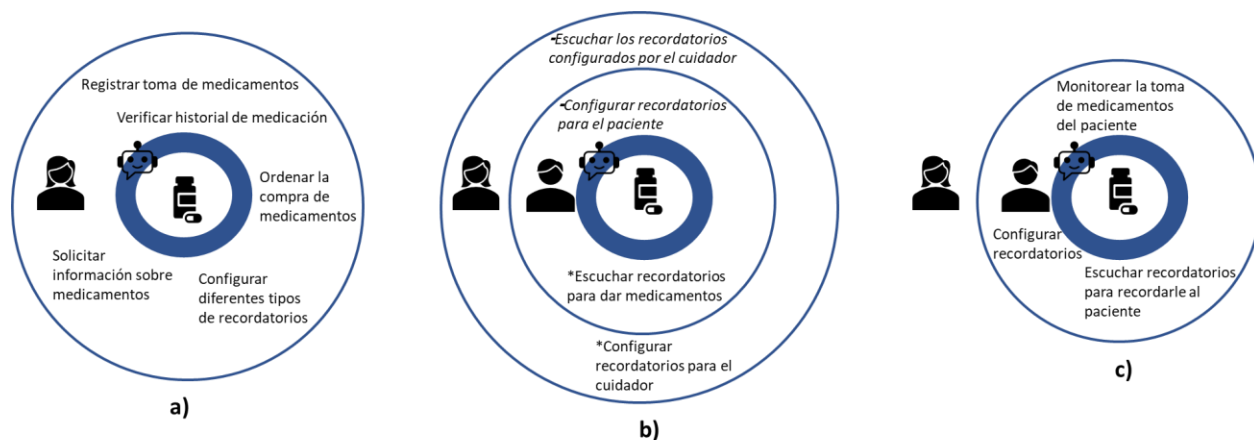 Registrar toma de medicamentos
Verificar historial de medicación
Ordenar la
compra de
medicamentos
Solicitar
información sobre
medicamentos
Configurar
diferentes tipos
de recordatorios
a)
-Escuchar los recordatorios
configurados por el cuidador
-Configurar recordatorios
para el paciente
*Escuchar recordatorios
para dar medicamentos
*Configurar
recordatorios para el
cuidador
b)
Monitorear la toma
de medicamentos
del paciente
Configurar
recordatorios
Escuchar recordatorios
para recordarle al
paciente
c)